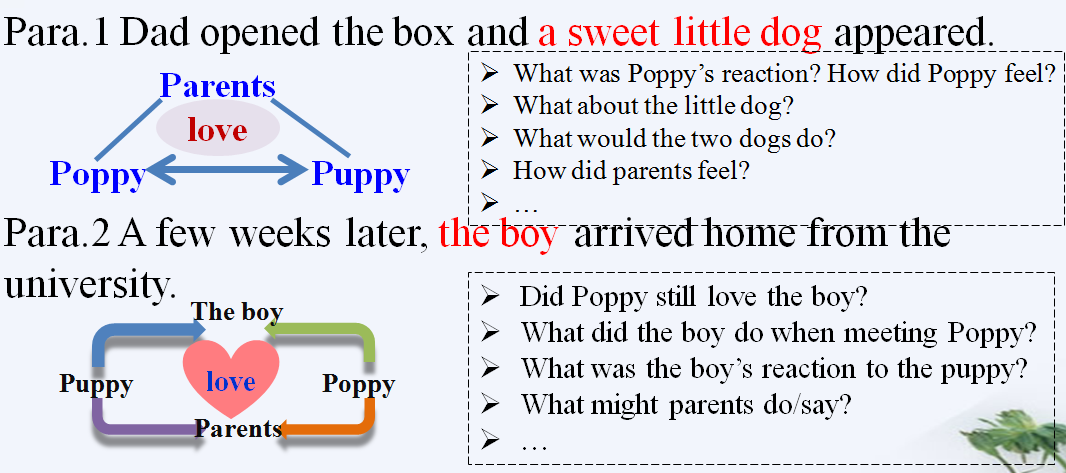 Para.1 Dad opened the box and a sweet little dog appeared.
Parents
love
Poppy
Puppy
➢ What was Poppy's reaction? How did Poppy feel?
➢ What about the little dog?
➢ What would the two dogs do?
➢ How did parents feel?
➢ …
Para.2 A few weeks later, the boy arrived home from the
university.
The boy
Puppy
love
Poppy
Parents
➢ Did Poppy still love the boy?
➢ What did the boy do when meeting Poppy?
➢ What was the boy's reaction to the puppy?
➢ What might parents do/say?
➢ …